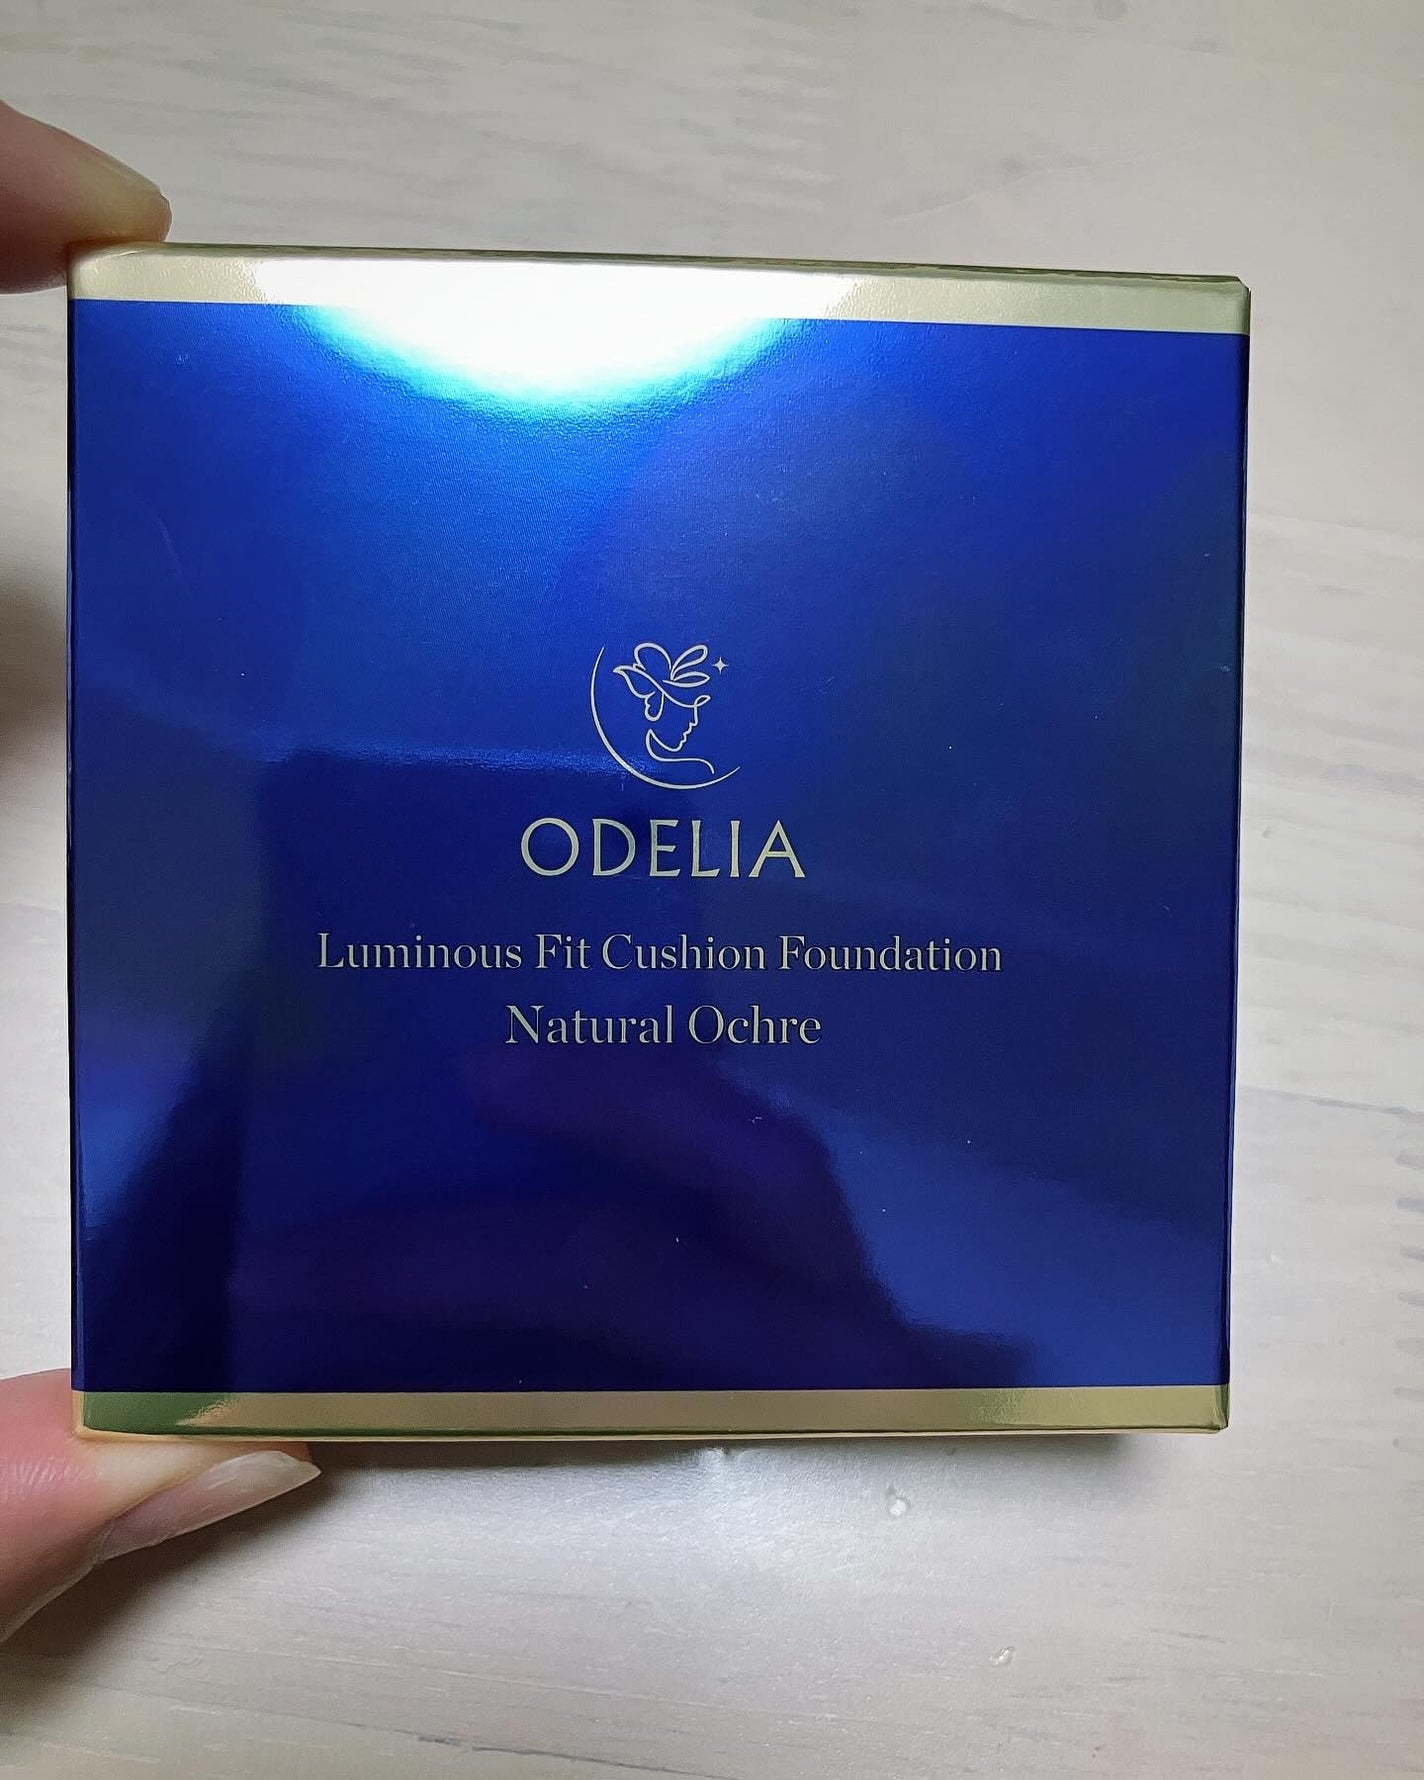 ODELIA
Luminous Fit Cushion Foundation
Natural Ochre